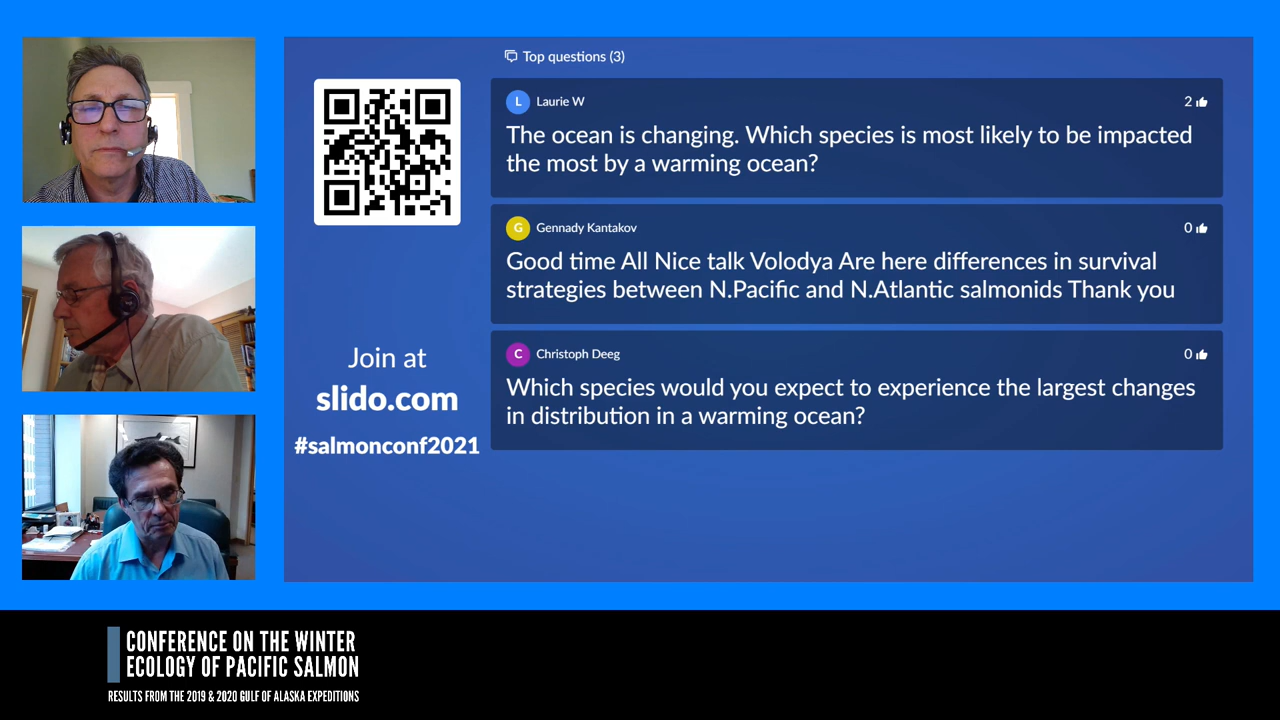 Top questions (3)
L Laurie W 2
The ocean is changing. Which species is most likely to be impacted
the most by a warming ocean?
G Gennady Kantakov 0
Good time All Nice talk Volodya Are here differences in survival
strategies between N.Pacific and N.Atlantic salmonids Thank you
C Christoph Deeg 0
Which species would you expect to experience the largest changes
in distribution in a warming ocean?
Join at
slido.com
#salmonconf2021
CONFERENCE ON THE WINTER
ECOLOGY OF PACIFIC SALMON
RESULTS FROM THE 2019 & 2020 GULF OF ALASKA EXPEDITIONS